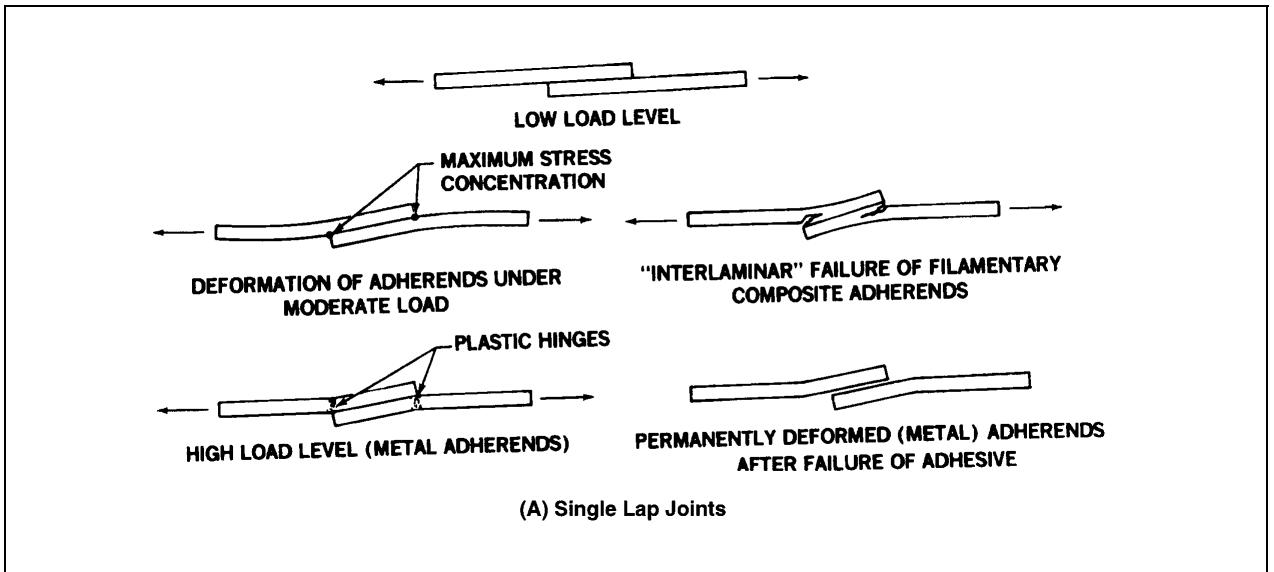 LOW LOAD LEVEL
MAXIMUM STRESS
CONCENTRATION
DEFORMATION OF ADHERENDS UNDER
MODERATE LOAD
"INTERLAMINAR" FAILURE OF FILAMENTARY
COMPOSITE ADHERENDS
PLASTIC HINGES
HIGH LOAD LEVEL (METAL ADHERENDS)
PERMANENTLY DEFORMED (METAL) ADHERENDS
AFTER FAILURE OF ADHESIVE
(A) Single Lap Joints